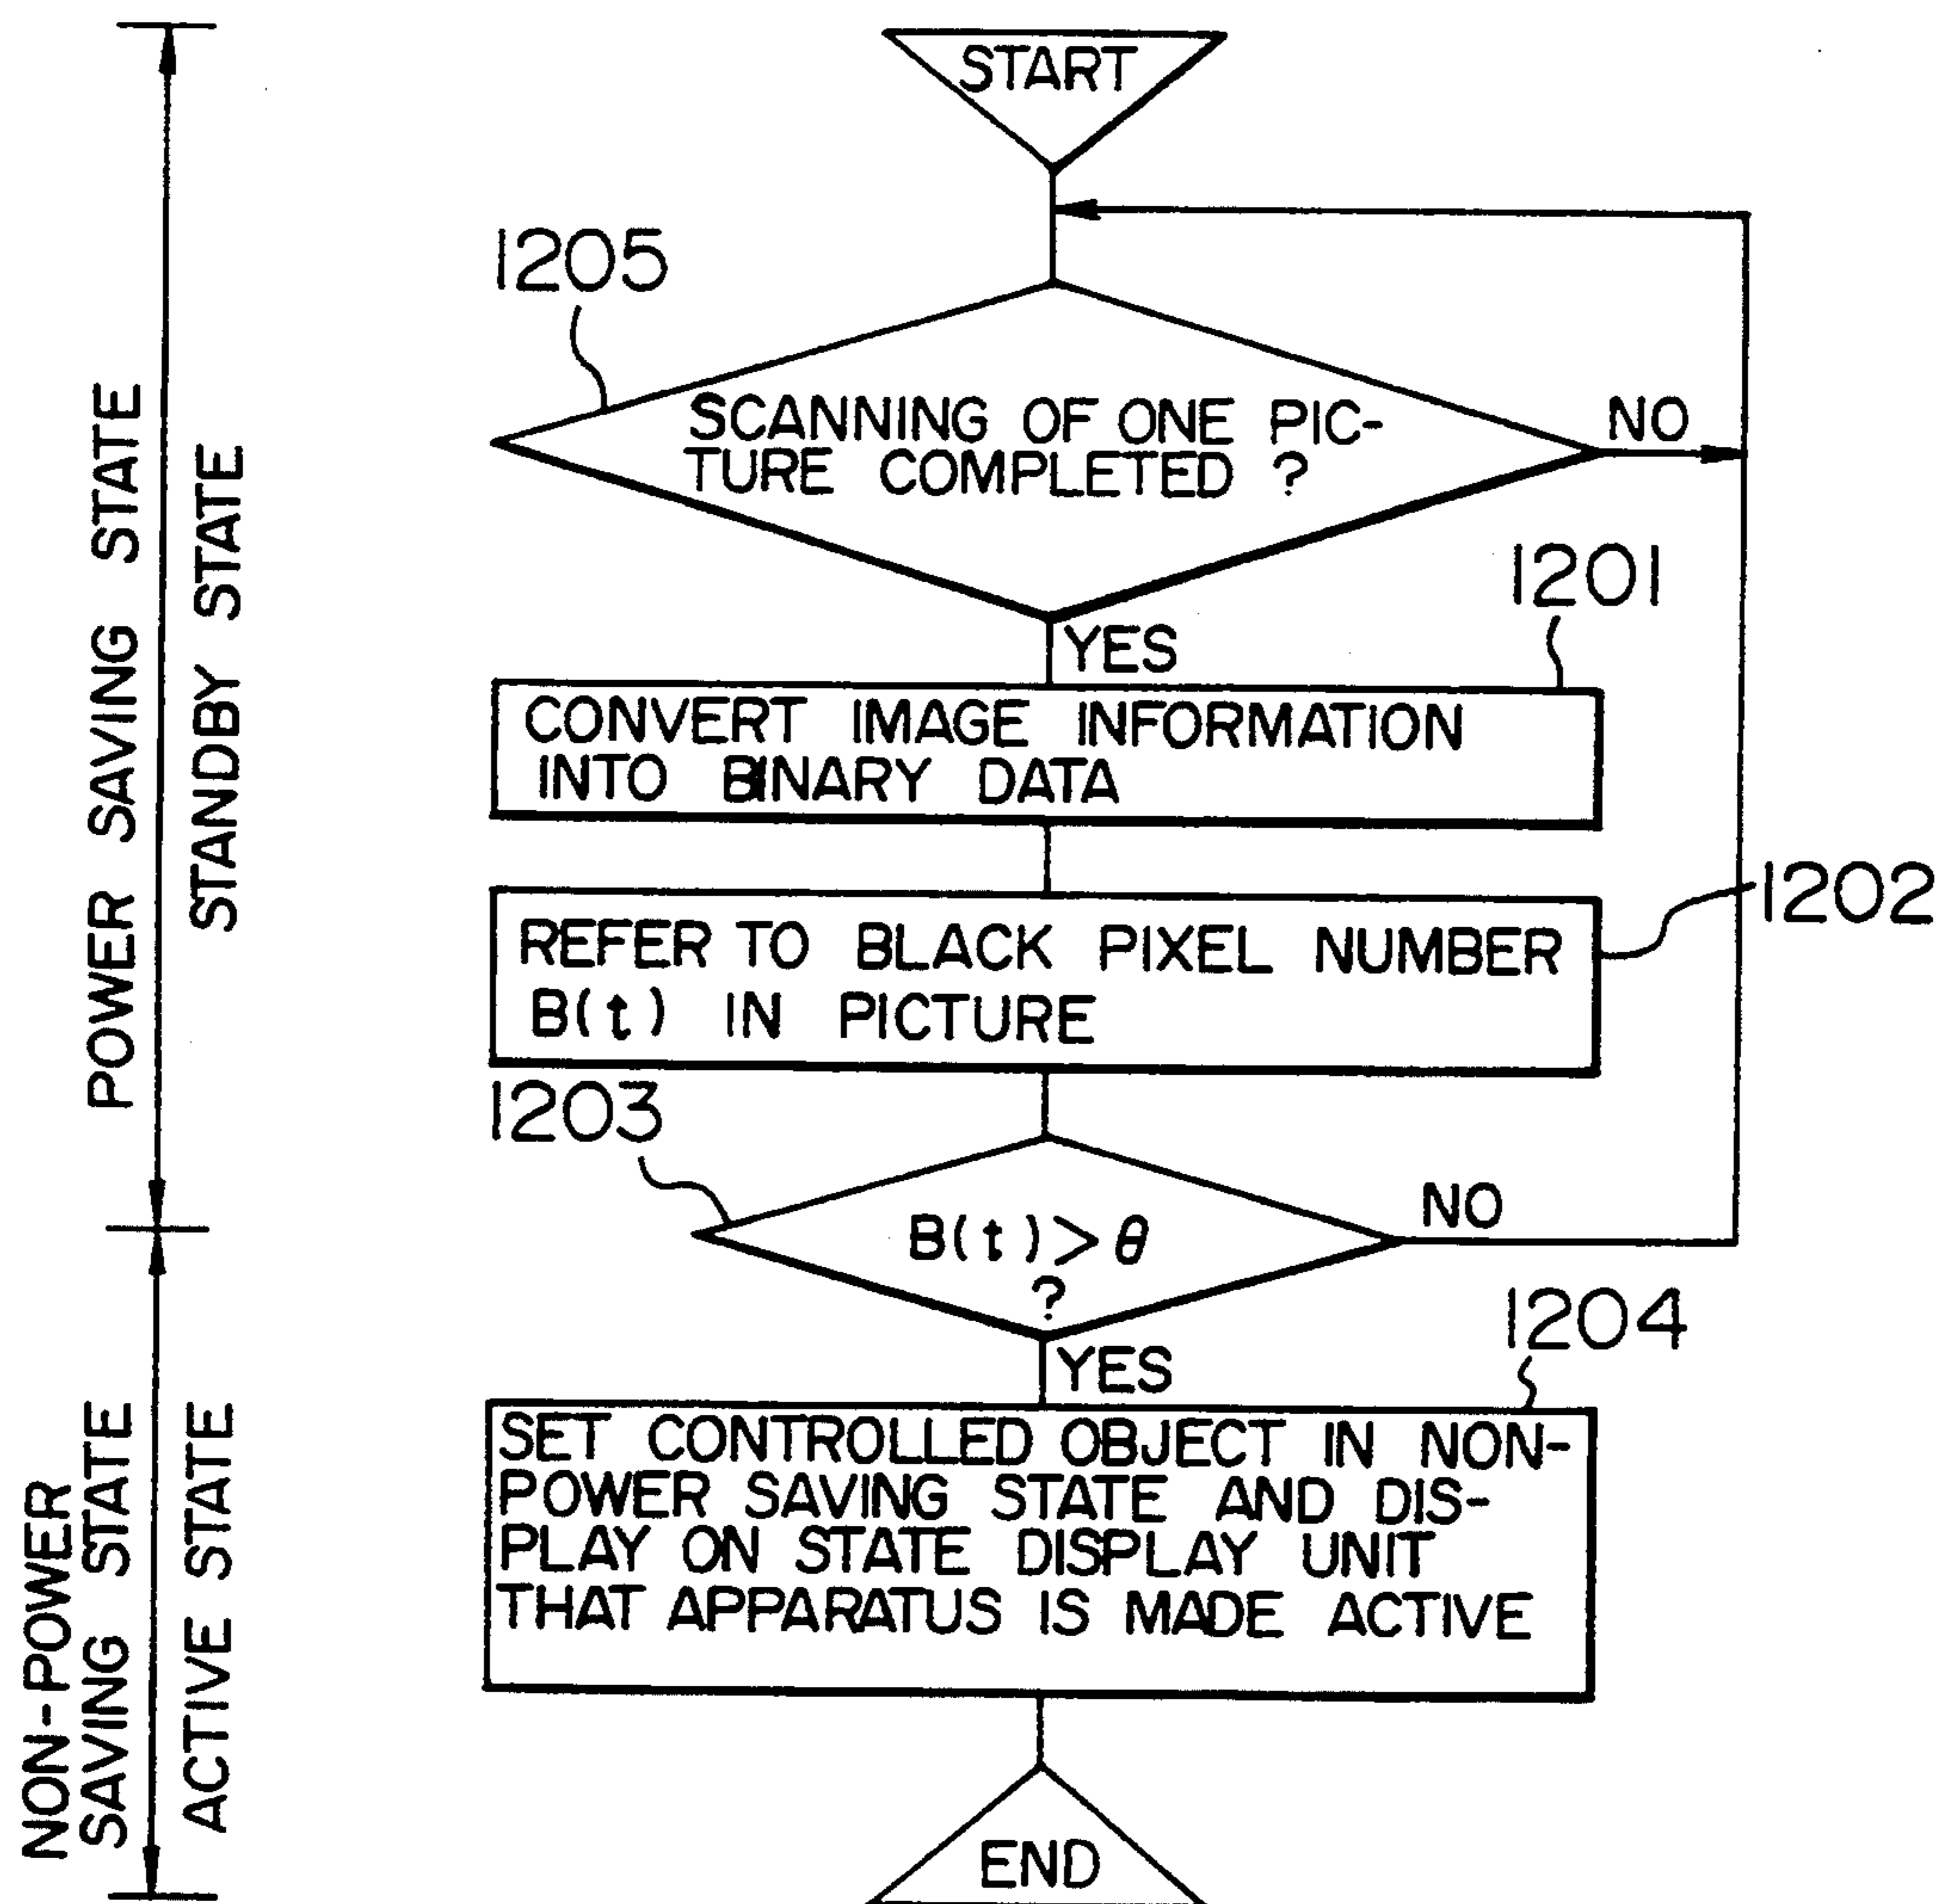 START
1205
SCANNING OF ONE PIC-
TURE COMPLETED ?
NO
YES
1201
CONVERT IMAGE INFORMATION
INTO BINARY DATA
1202
REFER TO BLACK PIXEL NUMBER
B(t) IN PICTURE
1203
B(t)>θ
?
NO
YES
1204
SET CONTROLLED OBJECT IN NON-
POWER SAVING STATE AND DIS-
PLAY ON STATE DISPLAY UNIT
THAT APPARATUS IS MADE ACTIVE
END
POWER SAVING STATE
STANDBY STATE
NON-POWER
SAVING STATE
ACTIVE STATE